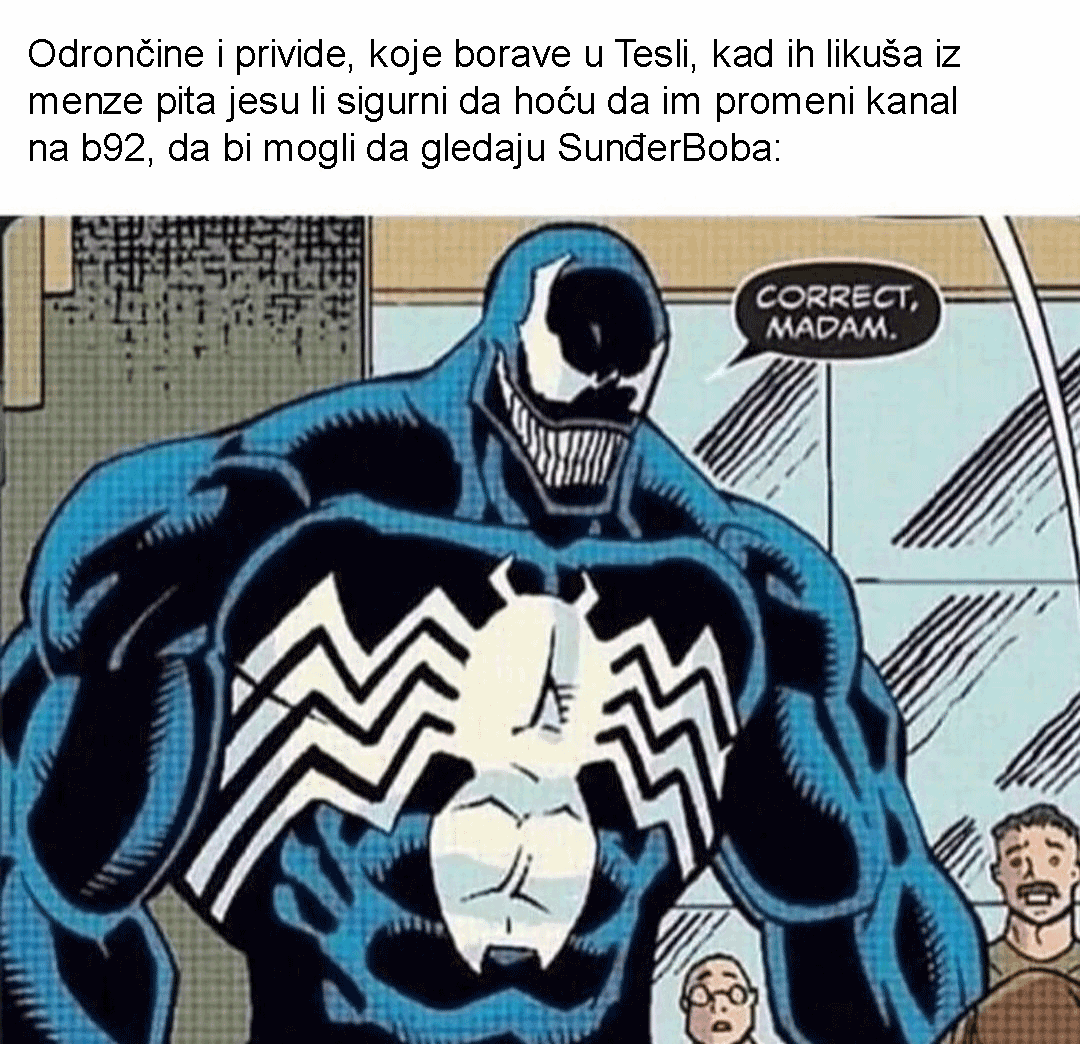 Odrončine i privide, koje borave u Tesli, kad ih likuša iz
menze pita jesu li sigurni da hoću da im promeni kanal
na b92, da bi mogli da gledaju SunđerBoba:
CORRECT,
MADAM.